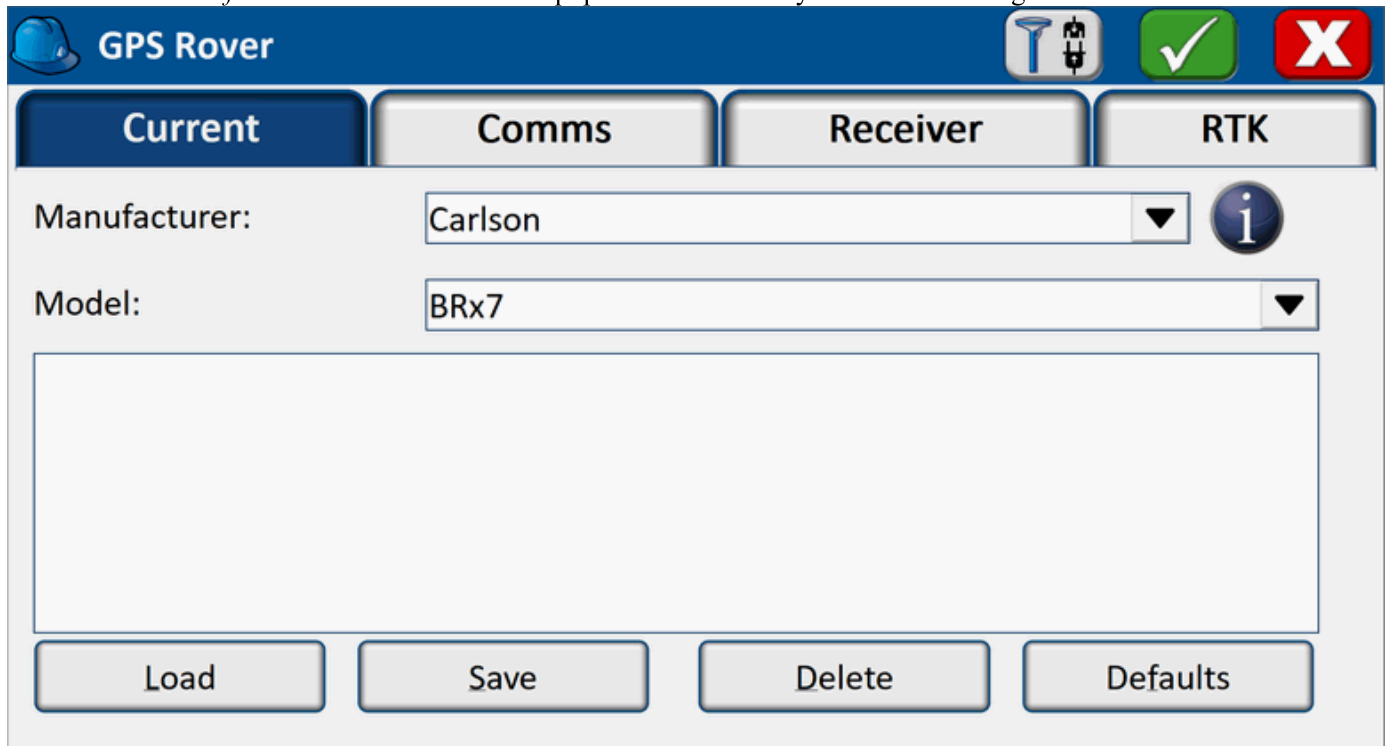 GPS Rover
Current Comms Receiver RTK
Manufacturer: Carlson
Model: BRx7
Load Save Delete Defaults